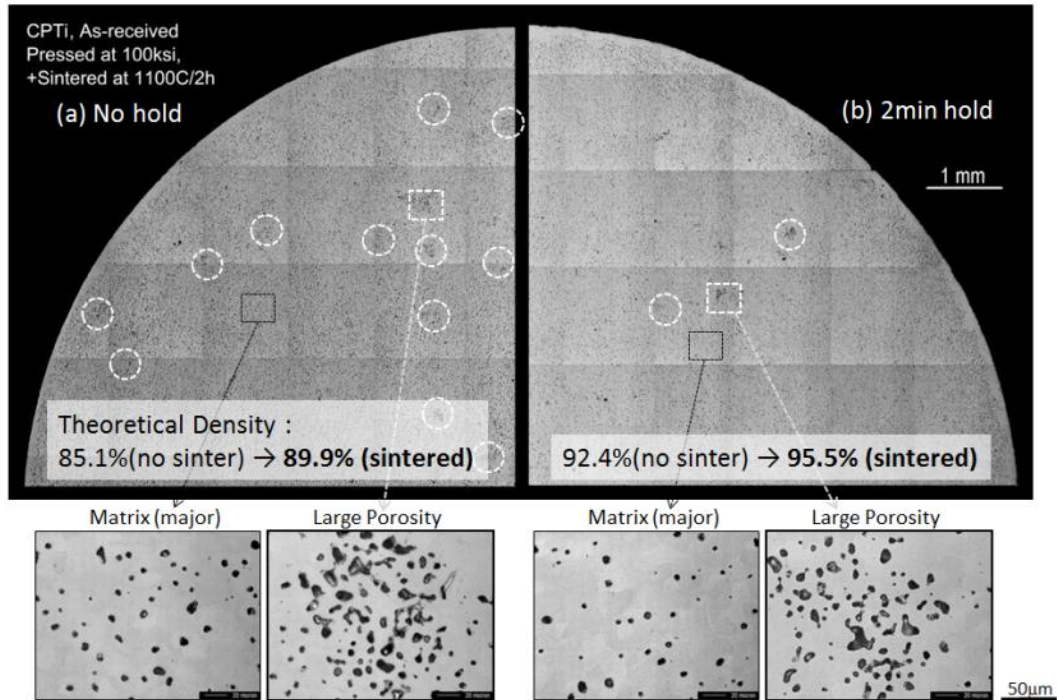 CPTi, As-received
Pressed at 100ksi,
+Sintered at 1100C/2h
(a) No hold
(b) 2min hold
1 mm
Theoretical Density :
85.1%(no sinter) → 89.9% (sintered)
92.4%(no sinter) → 95.5% (sintered)
Matrix (major)
Large Porosity
Matrix (major)
Large Porosity
50μm